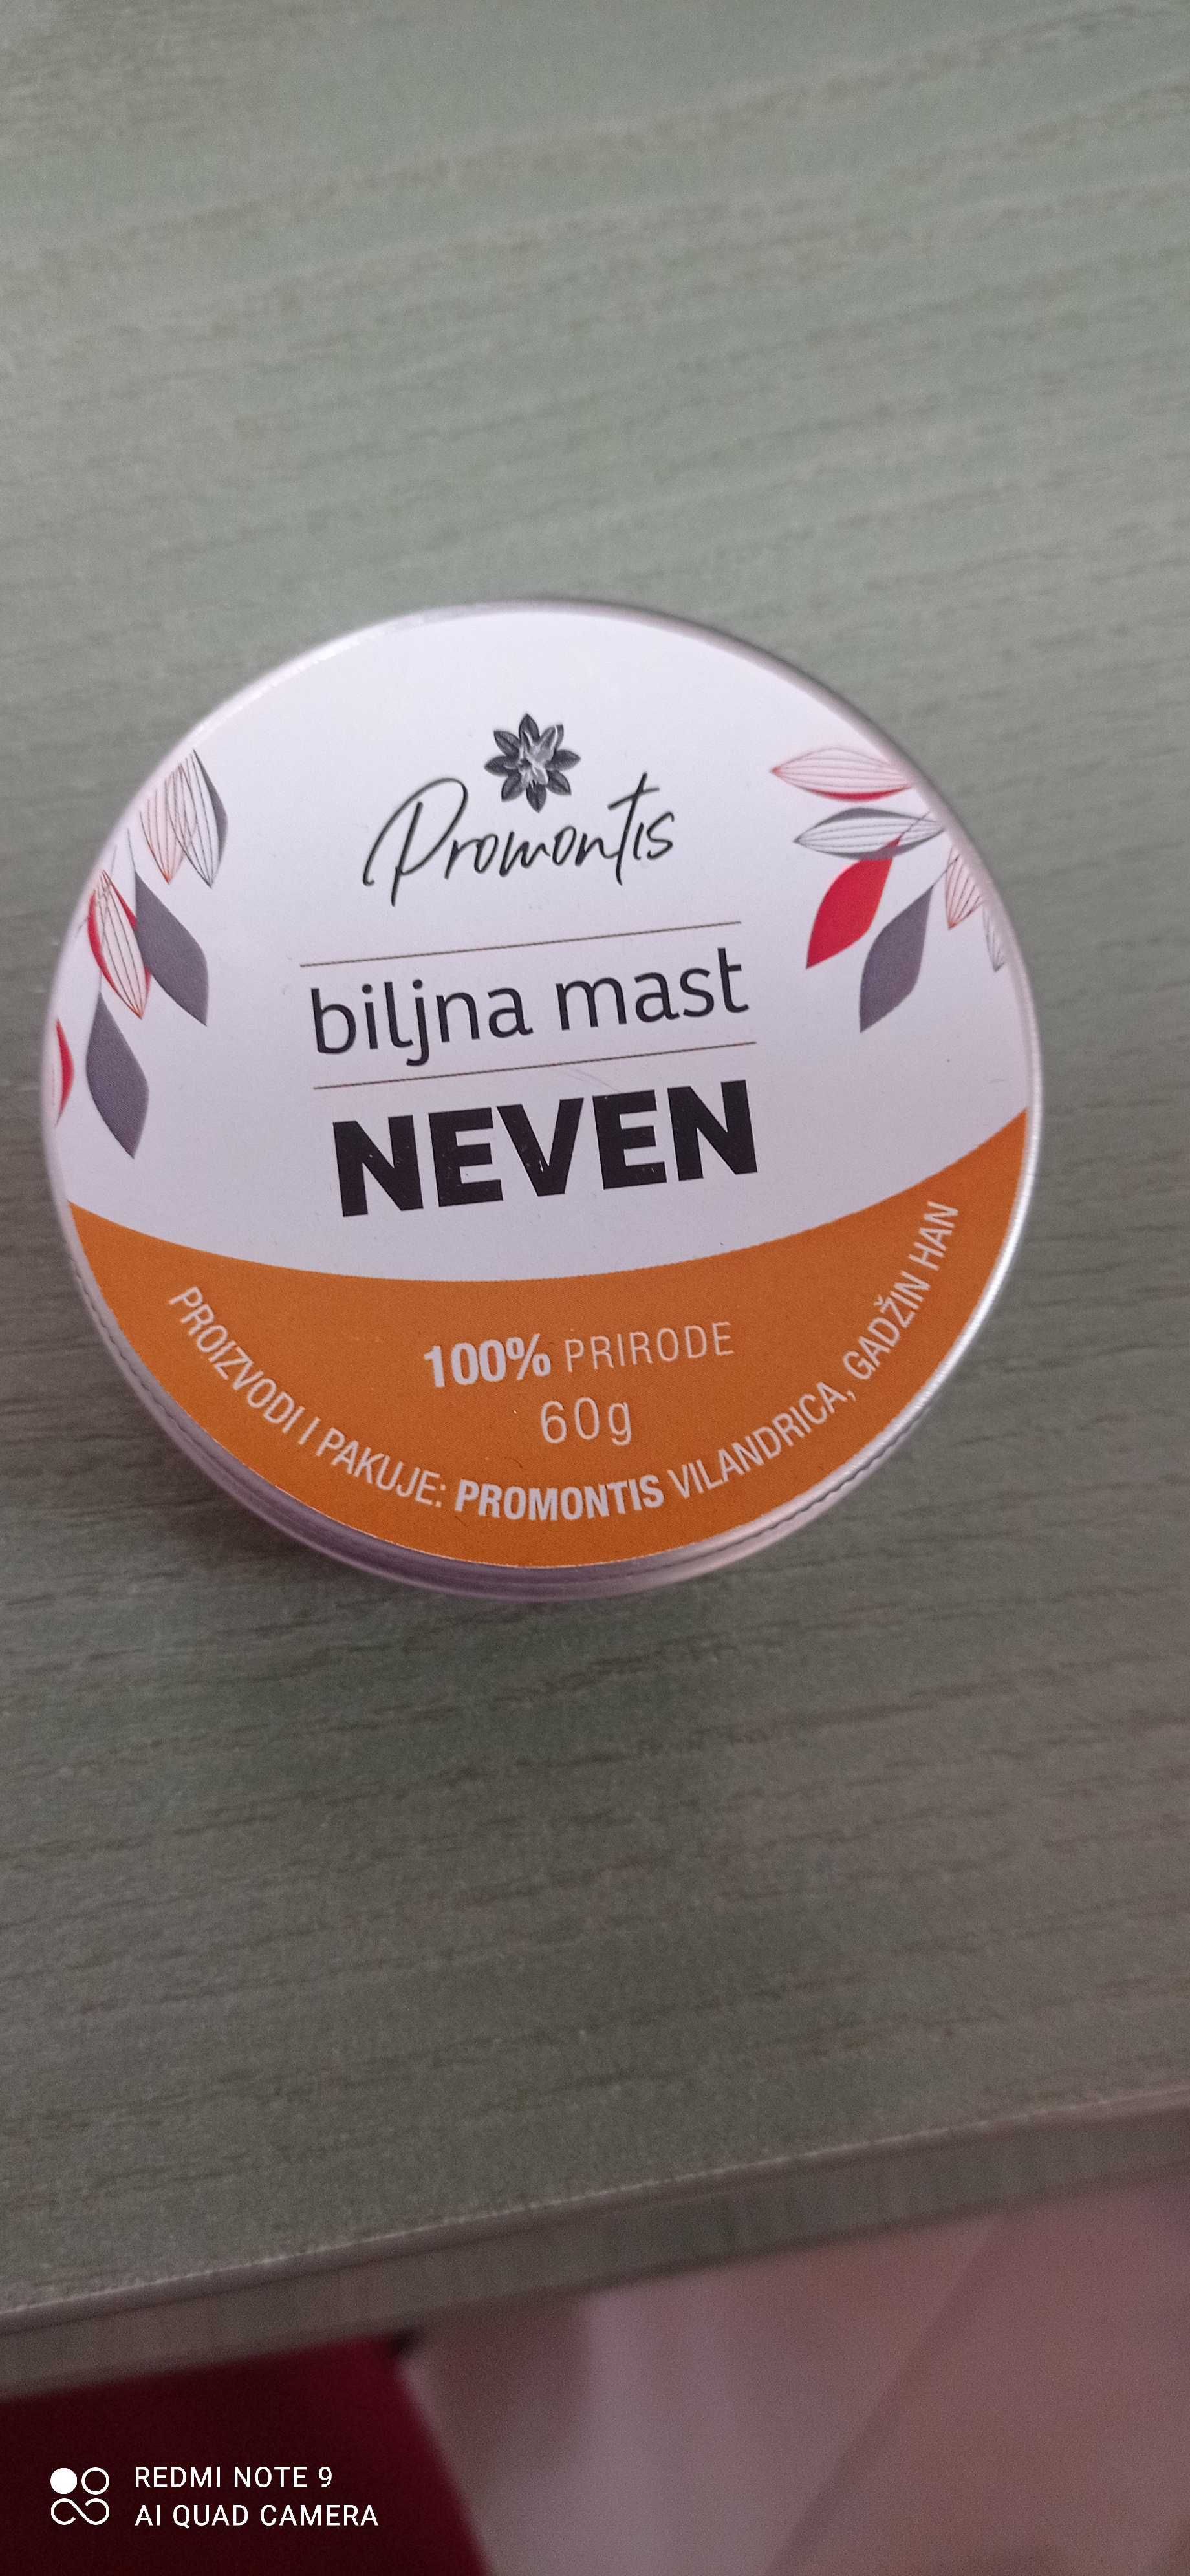 Promontis
biljna mast
NEVEN
100% PRIRODE
60g
PROIZVODI I PAKUJE: PROMONTIS VILANDRICA, GADŽIN HAN
REDMI NOTE 9
AI QUAD CAMERA